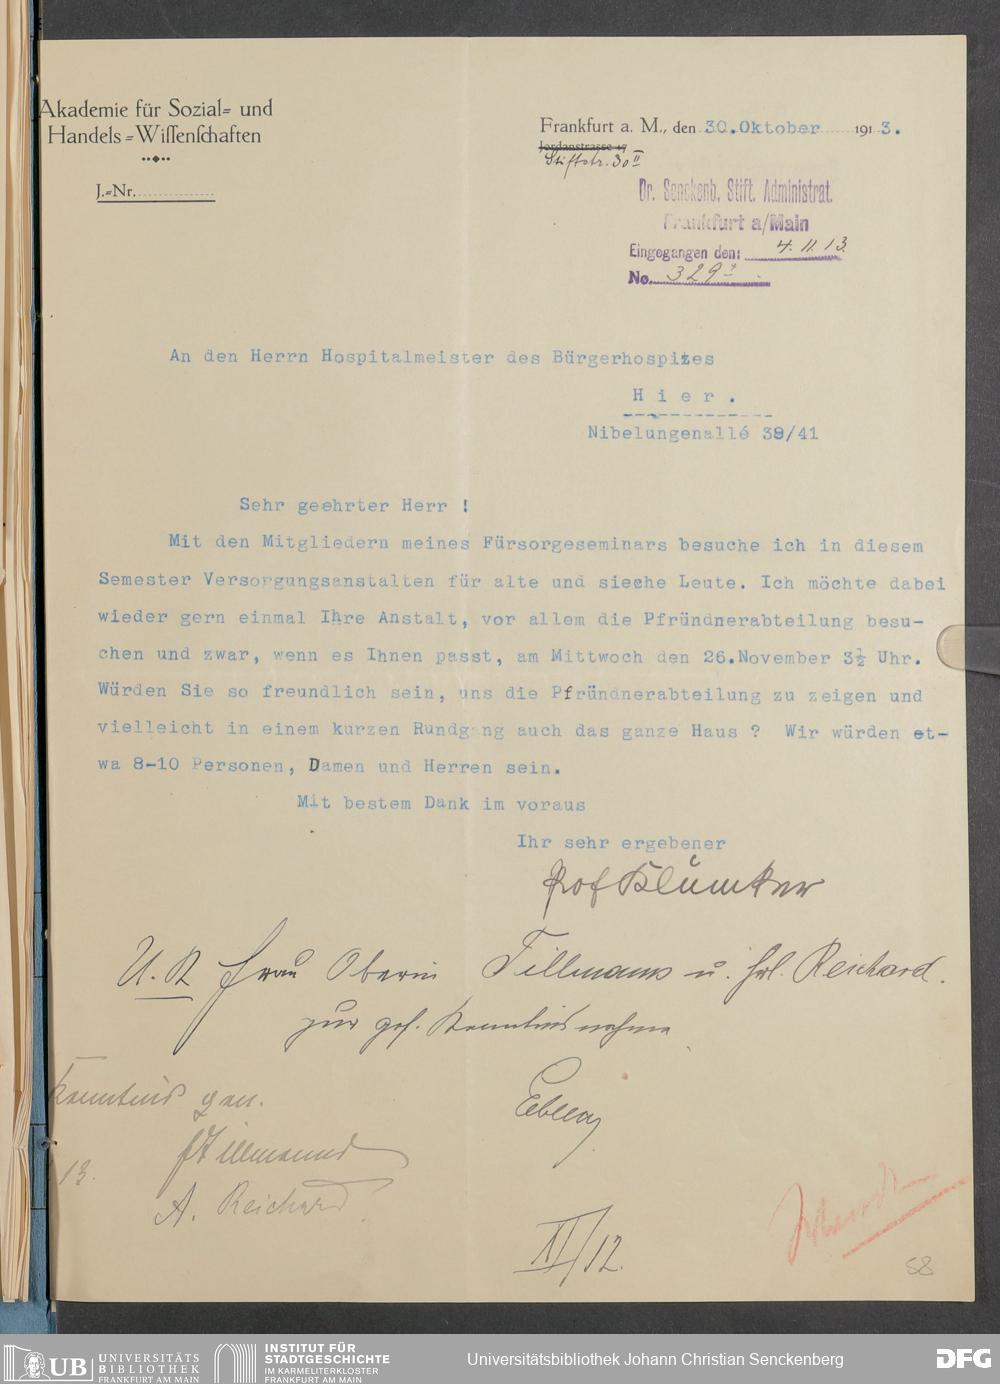 Akademie für Sozial= und
Handels=Wissenschaften
J.=Nr.
Frankfurt a. M., den 30.Oktober 1913.
Jordanstrasse 17
Stiftstr. 30 II
Dr. Senckenb. Stift. Administrat.
Frankfurt a/Main
Eingegangen den: 4. 11. 13.
No. 329
An den Herrn Hospitalmeister des Bürgerhospizes
H i e r .
Nibelungenallé 39/41
Sehr geehrter Herr !
Mit den Mitgliedern meines Fürsorgeseminars besuche ich in diesem
Semester Versorgungsanstalten für alte und sieche Leute. Ich möchte dabei
wieder gern einmal Ihre Anstalt, vor allem die Pfründnerabteilung besu-
chen und zwar, wenn es Ihnen passt, am Mittwoch den 26.November 3½ Uhr.
Würden Sie so freundlich sein, uns die Pfründnerabteilung zu zeigen und
vielleicht in einem kurzen Rundgang auch das ganze Haus ? Wir würden et-
wa 8-10 Personen, Damen und Herren sein.
Mit bestem Dank im voraus
Ihr sehr ergebener
Prof Klumker
U. R Frau Oberin Tillmanns u. Frl. Reichard.
zur gef. Kenntnisnahme
Kenntnis gen.
Tillmanns
13.
A. Reichard
XI/12.
58
UB UNIVERSITÄTS
BIBLIOTHEK
FRANKFURT AM MAIN
INSTITUT FÜR
STADTGESCHICHTE
IM KARMELITERKLOSTER
FRANKFURT AM MAIN
Universitätsbibliothek Johann Christian Senckenberg
DFG